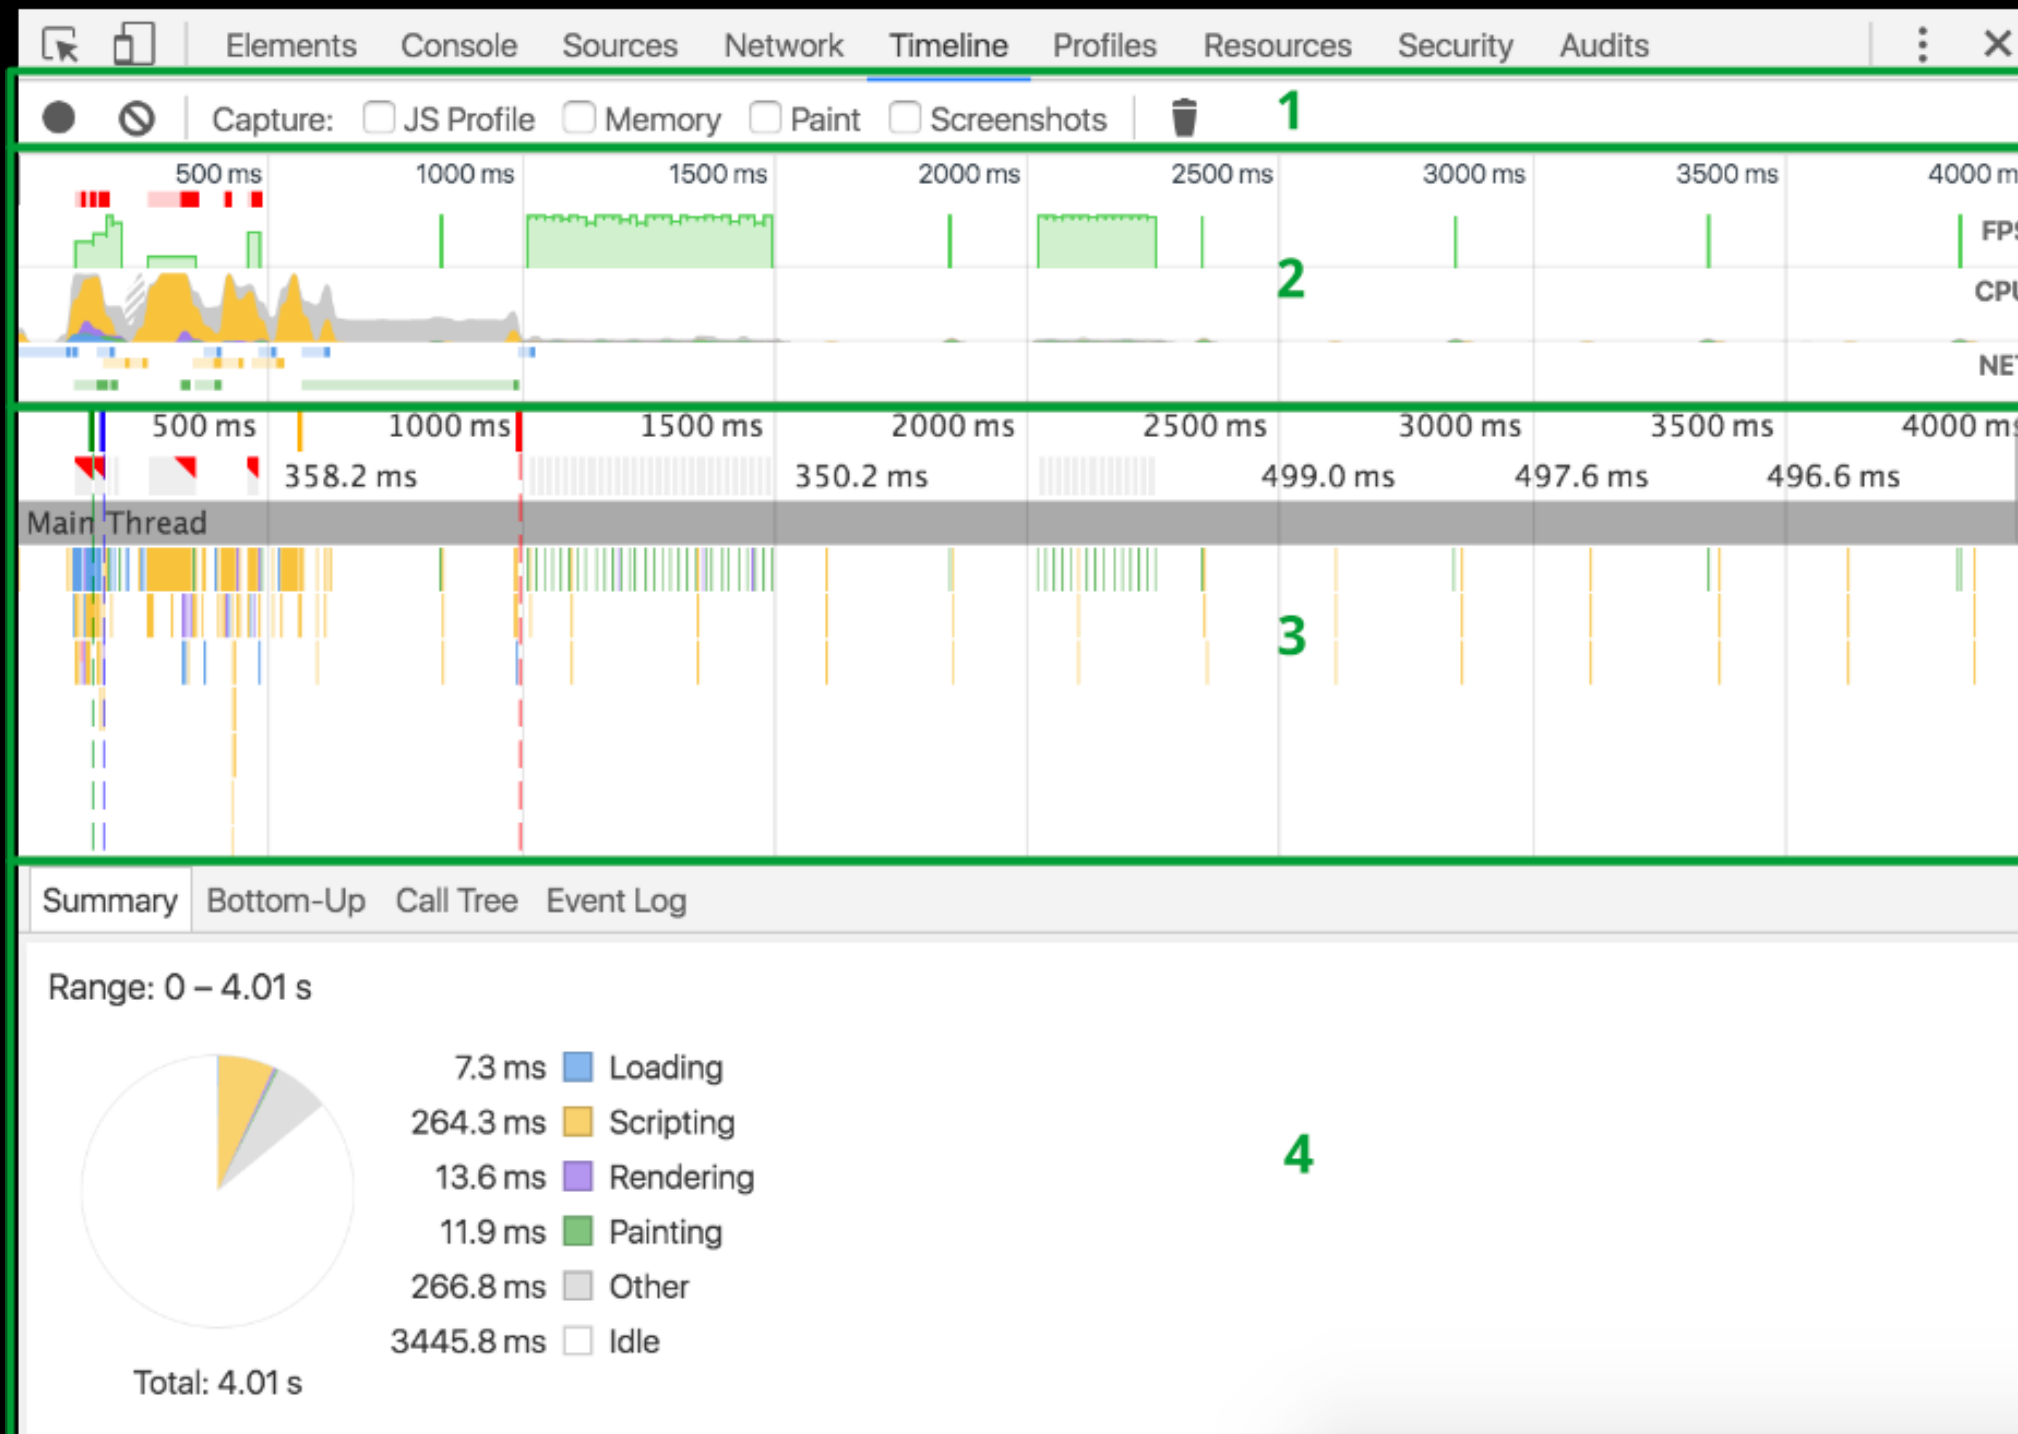 Elements Console Sources Network Timeline Profiles Resources Security Audits
Capture: JS Profile Memory Paint Screenshots 1
500 ms 1000 ms 1500 ms 2000 ms 2500 ms 3000 ms 3500 ms 4000 m
FPS
2
CPU
NET
500 ms 1000 ms 1500 ms 2000 ms 2500 ms 3000 ms 3500 ms 4000 ms
358.2 ms 350.2 ms 499.0 ms 497.6 ms 496.6 ms
Main Thread
3
Summary Bottom-Up Call Tree Event Log
Range: 0 – 4.01 s
7.3 ms Loading
264.3 ms Scripting
4
13.6 ms Rendering
11.9 ms Painting
266.8 ms Other
3445.8 ms Idle
Total: 4.01 s